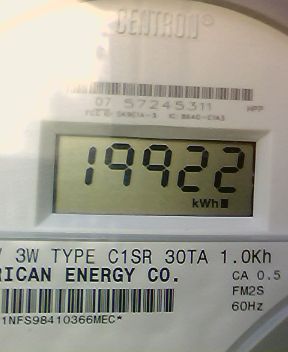 CENTRON®
07 57245311
19922
kWh
3W TYPE C1SR 30TA 1.0Kh
RICAN ENERGY CO.
CA 0.5
FM2S
60Hz
1NFS98410366MEC*